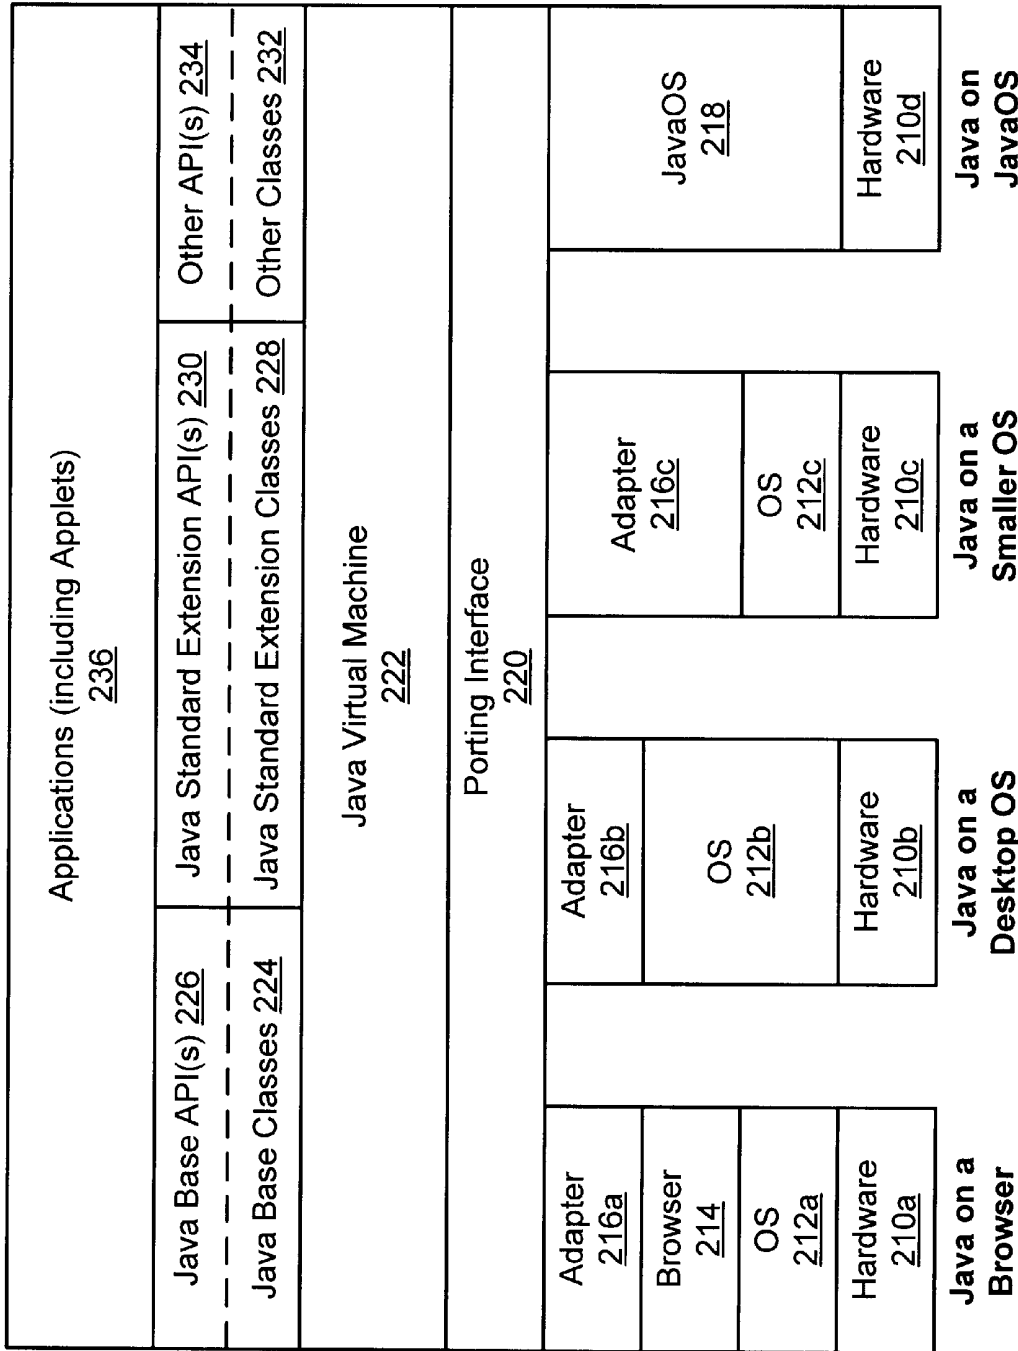 Applications (including Applets)
236
Java Base API(s) 226
Java Standard Extension API(s) 230
Other API(s) 234
Java Base Classes 224
Java Standard Extension Classes 228
Other Classes 232
Java Virtual Machine
222
Porting Interface
220
Adapter
216a
Browser
214
OS
212a
Hardware
210a
Java on a
Browser
Adapter
216b
OS
212b
Hardware
210b
Java on a
Desktop OS
Adapter
216c
OS
212c
Hardware
210c
Java on a
Smaller OS
JavaOS
218
Hardware
210d
Java on
JavaOS